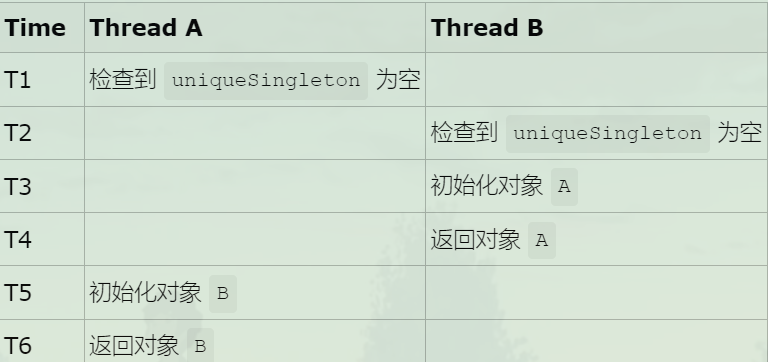 Time Thread A Thread B
T1 检查到 uniqueSingleton 为空
T2 检查到 uniqueSingleton 为空
T3 初始化对象 A
T4 返回对象 A
T5 初始化对象 B
T6 返回对象 B